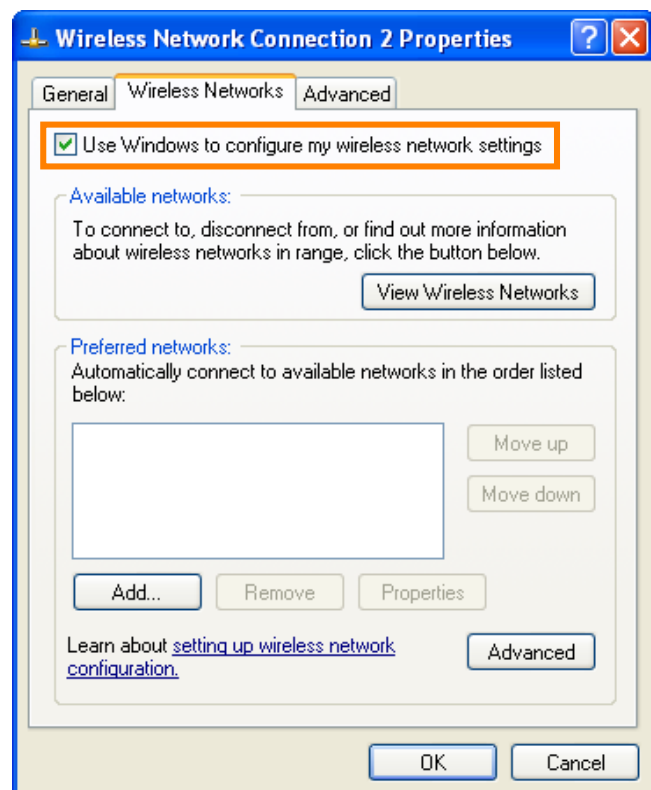 Wireless Network Connection 2 Properties
General Wireless Networks Advanced
Use Windows to configure my wireless network settings
Available networks:
To connect to, disconnect from, or find out more information
about wireless networks in range, click the button below.
View Wireless Networks
Preferred networks:
Automatically connect to available networks in the order listed
below:
Move up
Move down
Add... Remove Properties
Learn about setting up wireless network
configuration.
Advanced
OK Cancel